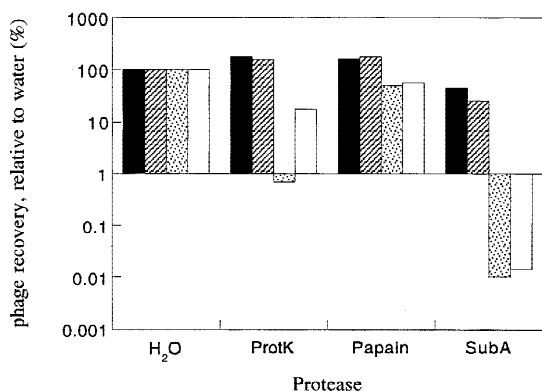 phage recovery, relative to water (%)
1000
100
10
1
0.1
0.01
0.001
H₂O ProtK Papain SubA
Protease